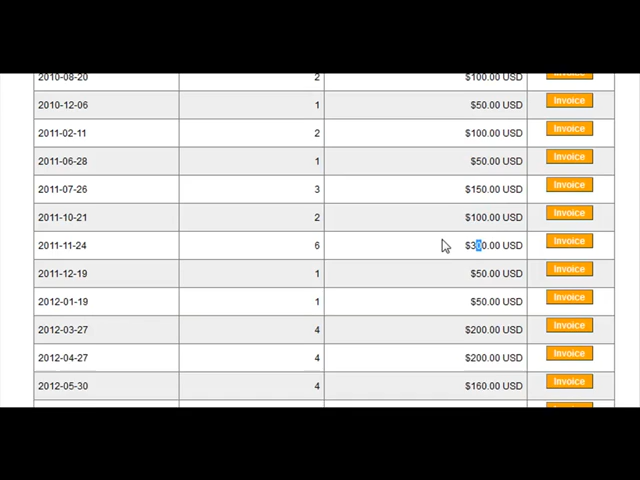 2010-08-20 2 $100.00 USD Invoice
2010-12-06 1 $50.00 USD Invoice
2011-02-11 2 $100.00 USD Invoice
2011-06-28 1 $50.00 USD Invoice
2011-07-26 3 $150.00 USD Invoice
2011-10-21 2 $100.00 USD Invoice
2011-11-24 6 $300.00 USD Invoice
2011-12-19 1 $50.00 USD Invoice
2012-01-19 1 $50.00 USD Invoice
2012-03-27 4 $200.00 USD Invoice
2012-04-27 4 $200.00 USD Invoice
2012-05-30 4 $160.00 USD Invoice